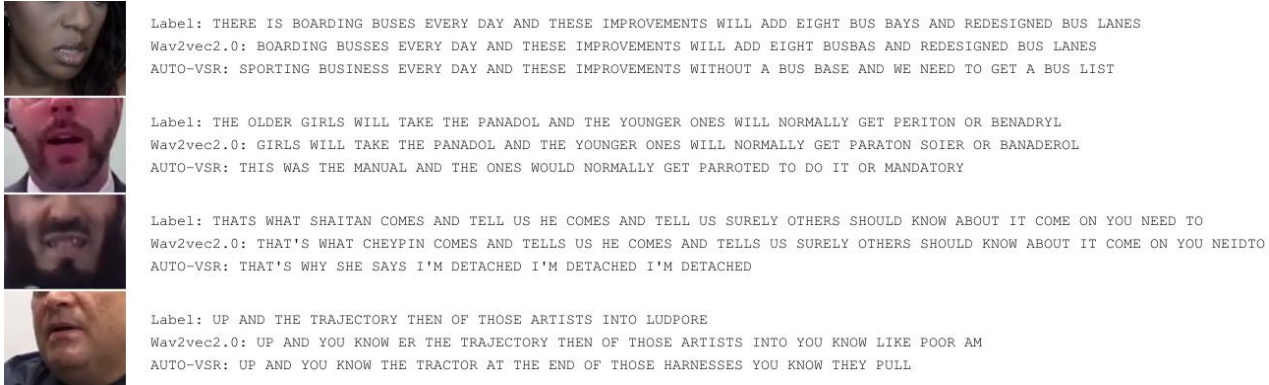 Label: THERE IS BOARDING BUSES EVERY DAY AND THESE IMPROVEMENTS WILL ADD EIGHT BUS BAYS AND REDESIGNED BUS LANES
Wav2vec2.0: BOARDING BUSSES EVERY DAY AND THESE IMPROVEMENTS WILL ADD EIGHT BUSBAS AND REDESIGNED BUS LANES
AUTO-VSR: SPORTING BUSINESS EVERY DAY AND THESE IMPROVEMENTS WITHOUT A BUS BASE AND WE NEED TO GET A BUS LIST
Label: THE OLDER GIRLS WILL TAKE THE PANADOL AND THE YOUNGER ONES WILL NORMALLY GET PERITON OR BENADRYL
Wav2vec2.0: GIRLS WILL TAKE THE PANADOL AND THE YOUNGER ONES WILL NORMALLY GET PARATON SOIER OR BANADEROL
AUTO-VSR: THIS WAS THE MANUAL AND THE ONES WOULD NORMALLY GET PARROTED TO DO IT OR MANDATORY
Label: THATS WHAT SHAITAN COMES AND TELL US HE COMES AND TELL US SURELY OTHERS SHOULD KNOW ABOUT IT COME ON YOU NEED TO
Wav2vec2.0: THAT'S WHAT CHEYPIN COMES AND TELLS US HE COMES AND TELLS US SURELY OTHERS SHOULD KNOW ABOUT IT COME ON YOU NEIDTO
AUTO-VSR: THAT'S WHY SHE SAYS I'M DETACHED I'M DETACHED I'M DETACHED
Label: UP AND THE TRAJECTORY THEN OF THOSE ARTISTS INTO LUDPORE
Wav2vec2.0: UP AND YOU KNOW ER THE TRAJECTORY THEN OF THOSE ARTISTS INTO YOU KNOW LIKE POOR AM
AUTO-VSR: UP AND YOU KNOW THE TRACTOR AT THE END OF THOSE HARNESSES YOU KNOW THEY PULL